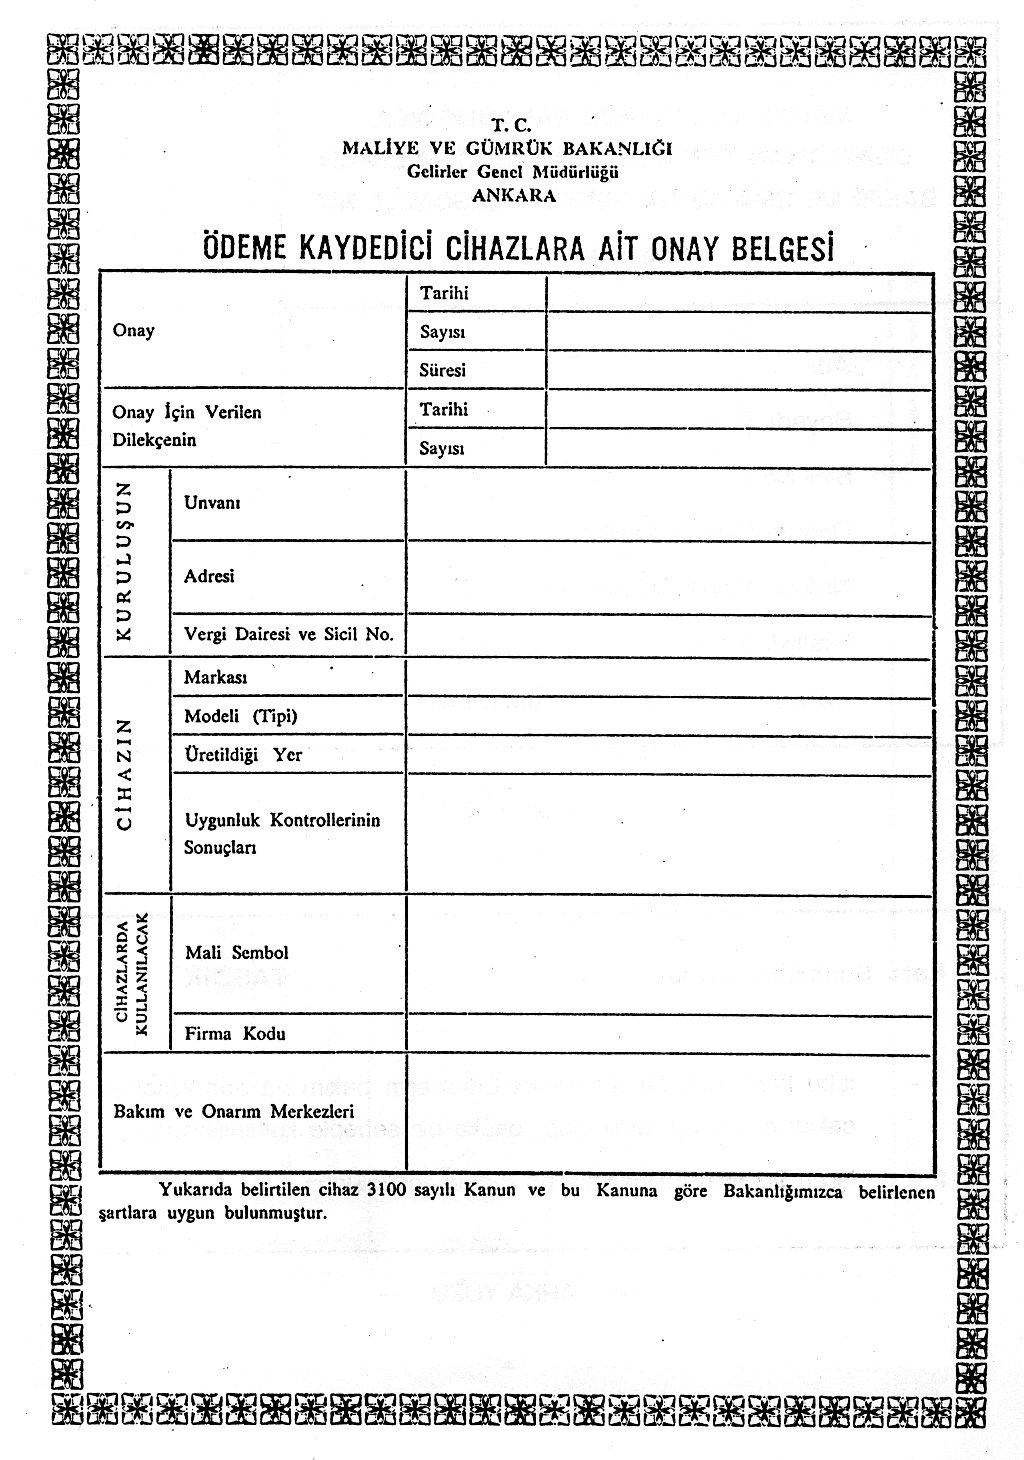 T. C.
MALİYE VE GÜMRÜK BAKANLIĞI
Gelirler Genel Müdürlüğü
ANKARA
ÖDEME KAYDEDİCİ CİHAZLARA AİT ONAY BELGESİ
Onay
Tarihi
Sayısı
Süresi
Onay İçin Verilen
Dilekçenin
Tarihi
Sayısı
KURULUŞUN
Unvanı
Adresi
Vergi Dairesi ve Sicil No.
CİHAZIN
Markası
Modeli (Tipi)
Üretildiği Yer
Uygunluk Kontrollerinin
Sonuçları
CİHAZLARDA
KULLANILACAK
Mali Sembol
Firma Kodu
Bakım ve Onarım Merkezleri
Yukarıda belirtilen cihaz 3100 sayılı Kanun ve bu Kanuna göre Bakanlığımızca belirlenen
şartlara uygun bulunmuştur.